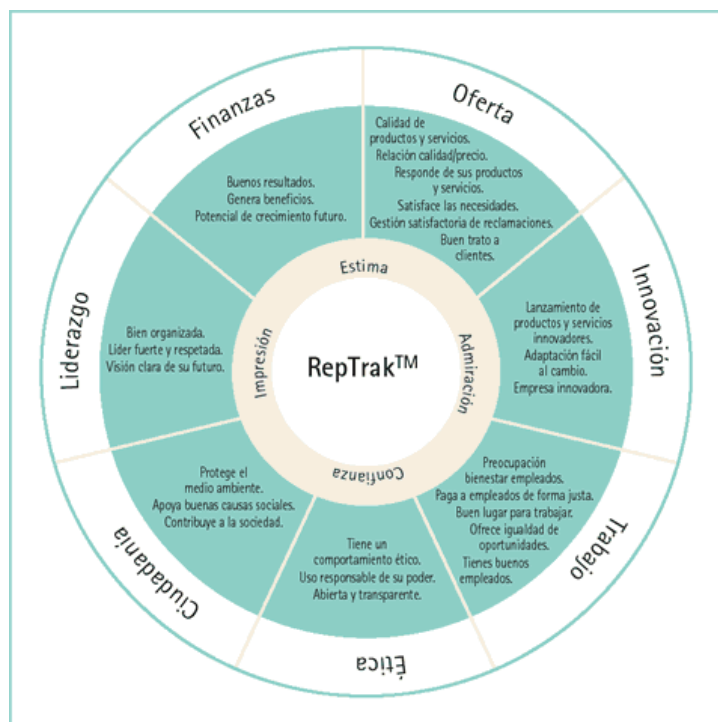 Finanzas
Buenos resultados.
Genera beneficios.
Potencial de crecimiento futuro.
Oferta
Calidad de
productos y servicios.
Relación calidad/precio.
Responde de sus productos
y servicios.
Satisface las necesidades.
Gestión satisfactoria de reclamaciones.
Buen trato a
clientes.
Innovación
Lanzamiento de
productos y servicios
innovadores.
Adaptación fácil
al cambio.
Empresa innovadora.
Trabajo
Preocupación
bienestar empleados.
Paga a empleados de forma justa.
Buen lugar para trabajar.
Ofrece igualdad de
oportunidades.
Tienes buenos
empleados.
Ética
Tiene un
comportamiento ético.
Uso responsable de su poder.
Abierta y transparente.
Ciudadanía
Protege el
medio ambiente.
Apoya buenas causas sociales.
Contribuye a la sociedad.
Liderazgo
Bien organizada.
Líder fuerte y respetada.
Visión clara de su futuro.
Estima
Admiración
Confianza
Impresión
RepTrak™